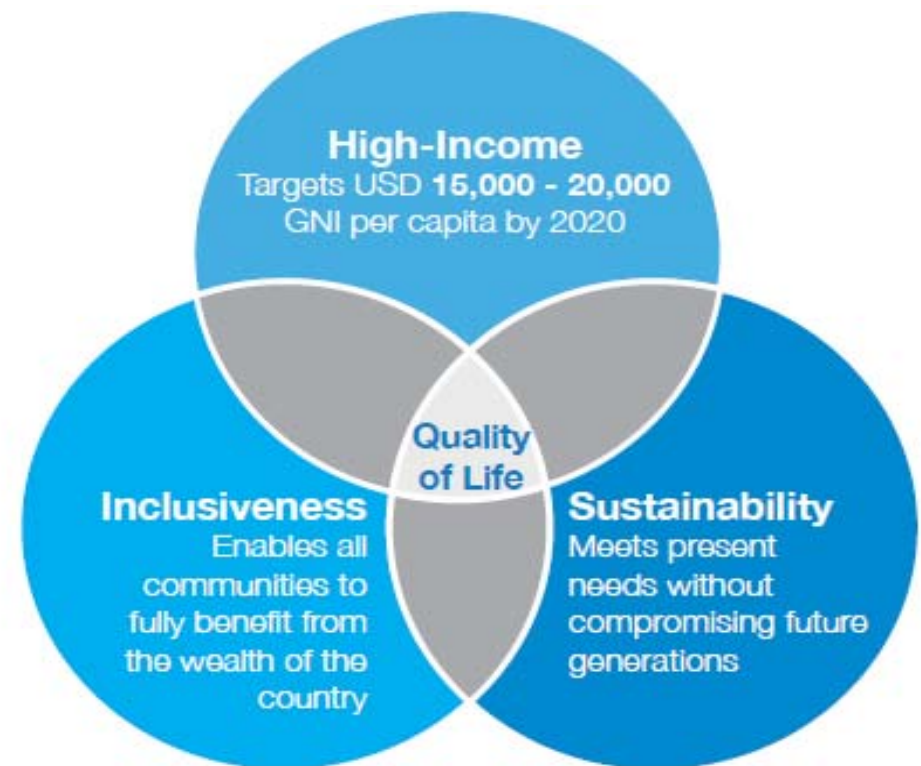 High-Income
Targets USD 15,000 - 20,000
GNI per capita by 2020
Quality
of Life
Inclusiveness
Enables all
communities to
fully benefit from
the wealth of the
country
Sustainability
Meets present
needs without
compromising future
generations